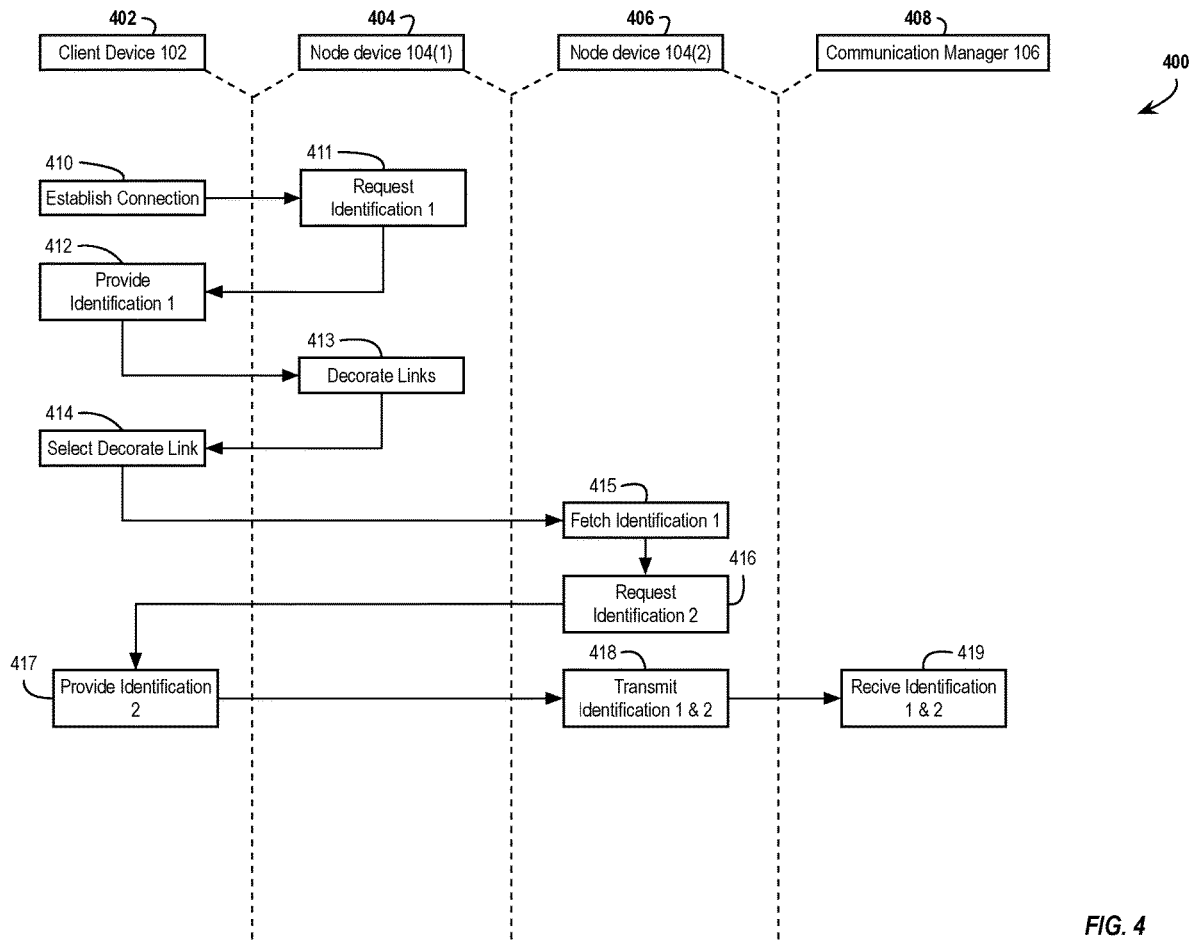 402
404
406
408
Client Device 102
Node device 104(1)
Node device 104(2)
Communication Manager 106
400
410
Establish Connection
411
Request
Identification 1
412
Provide
Identification 1
413
Decorate Links
414
Select Decorate Link
415
Fetch Identification 1
416
Request
Identification 2
417
Provide Identification
2
418
Transmit
Identification 1 & 2
419
Recive Identification
1 & 2
FIG. 4